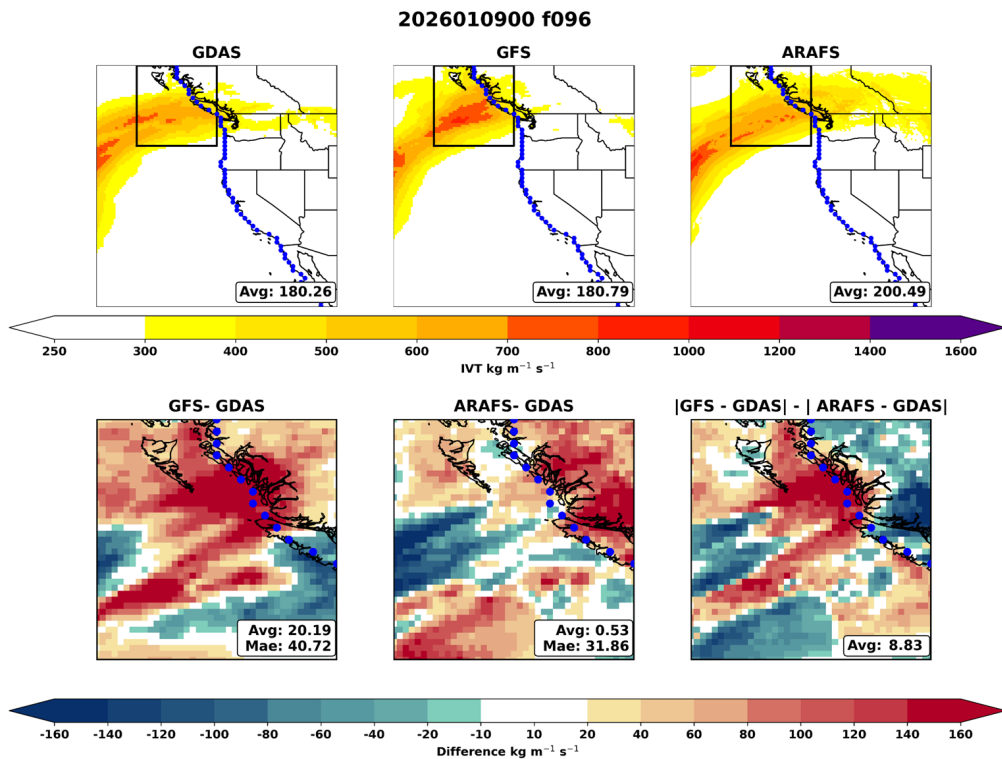 2026010900 f096
GDAS GFS ARAFS
Avg: 180.26 Avg: 180.79 Avg: 200.49
250 300 400 500 600 700 800 1000 1200 1400 1600
IVT kg m⁻¹ s⁻¹
GFS- GDAS ARAFS- GDAS |GFS - GDAS| - | ARAFS - GDAS|
Avg: 20.19 Avg: 0.53
Mae: 40.72 Mae: 31.86 Avg: 8.83
-160 -140 -120 -100 -80 -60 -40 -20 -10 10 20 40 60 80 100 120 140 160
Difference kg m⁻¹ s⁻¹